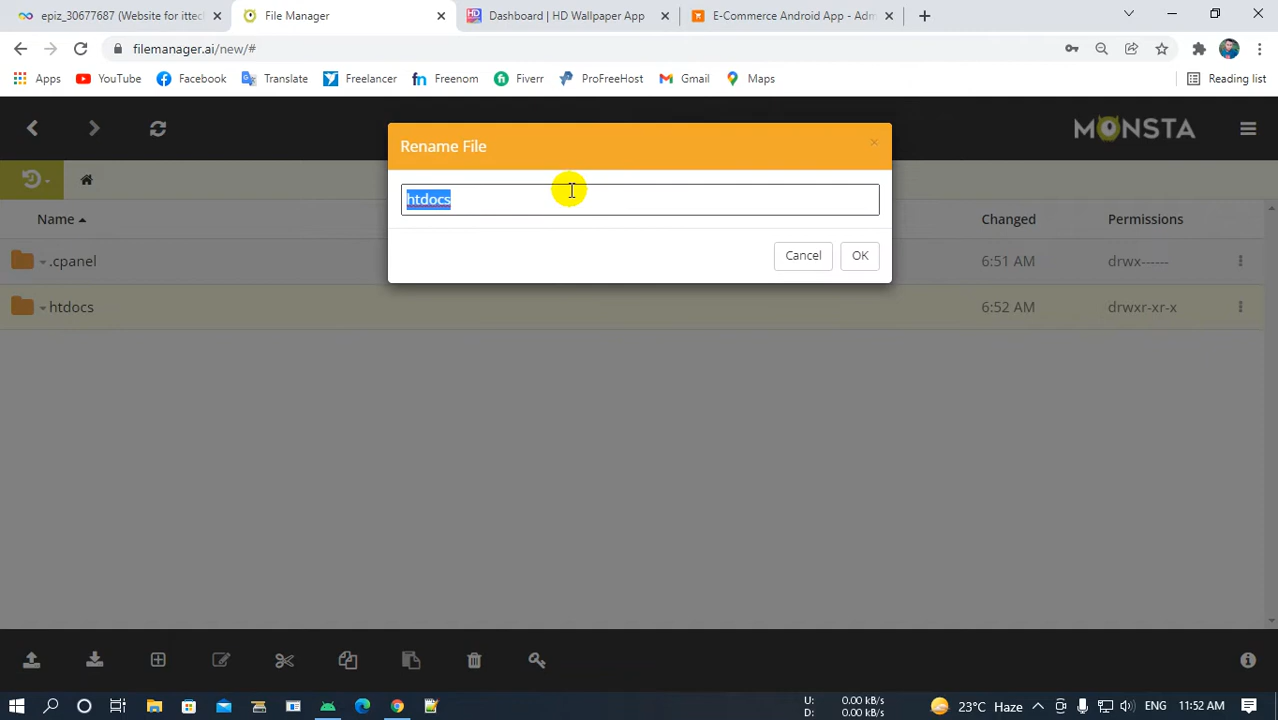 epiz_30677687 (Website for ittec
File Manager
Dashboard | HD Wallpaper App
E-Commerce Android App - Adm
filemanager.ai/new/#
Apps
YouTube
Facebook
Translate
Freelancer
Freenom
Fiverr
ProFreeHost
Gmail
Maps
Reading list
MONSTA
Rename File
htdocs
Cancel
OK
Name
Changed
Permissions
.cpanel
6:51 AM
drwx------
htdocs
6:52 AM
drwxr-xr-x
U: 0.00 kB/s
D: 0.00 kB/s
23°C Haze
ENG
11:52 AM